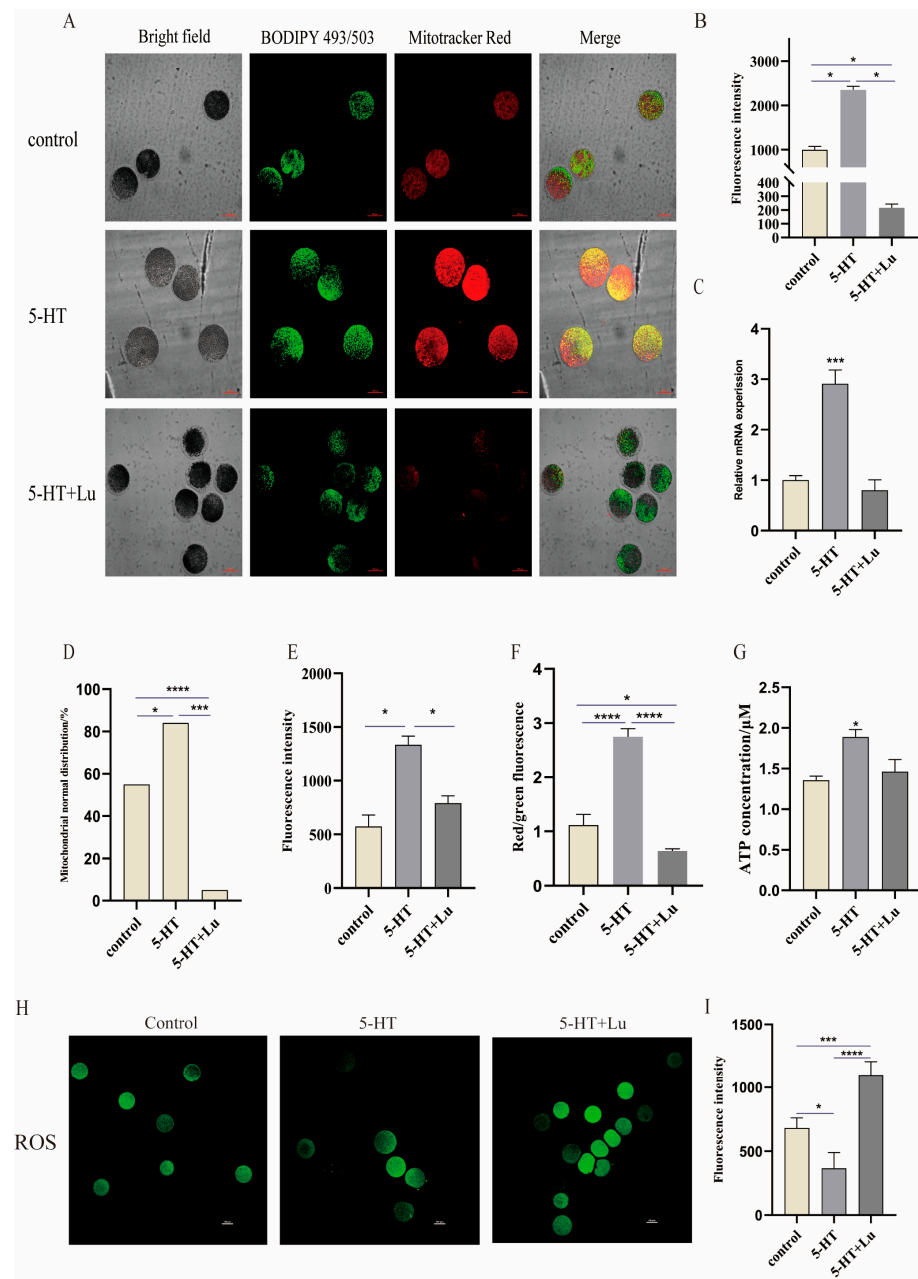 A
Bright field BODIPY 493/503 Mitotracker Red Merge
control
5-HT
5-HT+Lu
B
Fluorescence intensity
3000
2000
1000
400
300
200
100
0
* * *
control 5-HT 5-HT+Lu
C
Relative mRNA experission
4
3
2
1
0
***
control 5-HT 5-HT+Lu
D
Mitochondrial normal distribution/%
100
80
60
40
20
0
****
* ***
control 5-HT 5-HT+Lu
E
Fluorescence intensity
2000
1500
1000
500
0
* *
control 5-HT 5-HT+Lu
F
Red/green fluorescence
4
3
2
1
0
*
**** ****
control 5-HT 5-HT+Lu
G
ATP concentration/μM
2.5
2.0
1.5
1.0
0.5
0.0
*
control 5-HT 5-HT+Lu
H
Control 5-HT 5-HT+Lu
ROS
I
Fluorescence intensity
1500
1000
500
0
***
****
*
control 5-HT 5-HT+Lu